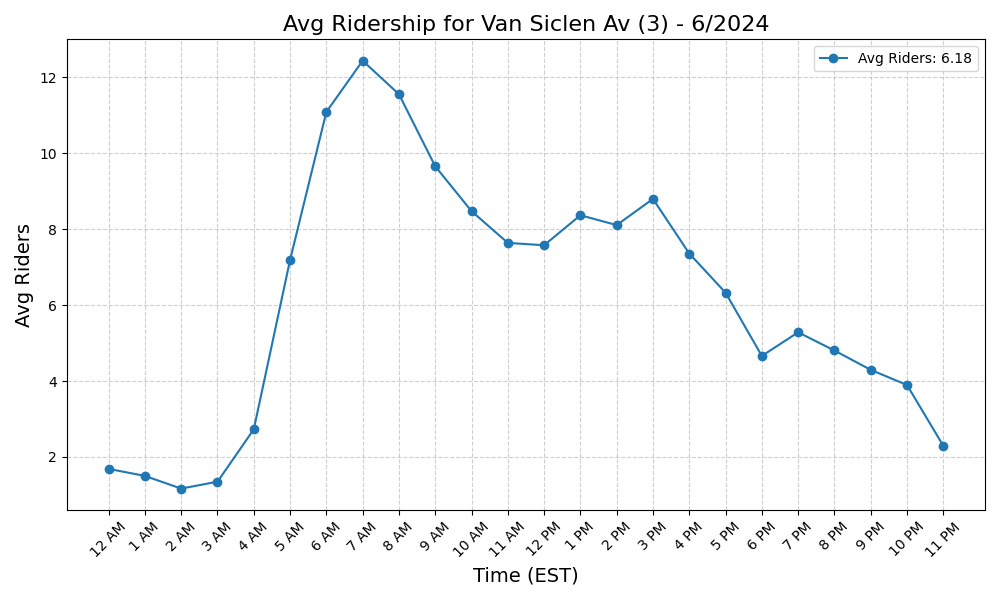 Avg Ridership for Van Siclen Av (3) - 6/2024
Avg Riders: 6.18
Avg Riders
12
10
8
6
4
2
12 AM
1 AM
2 AM
3 AM
4 AM
5 AM
6 AM
7 AM
8 AM
9 AM
10 AM
11 AM
12 PM
1 PM
2 PM
3 PM
4 PM
5 PM
6 PM
7 PM
8 PM
9 PM
10 PM
11 PM
Time (EST)